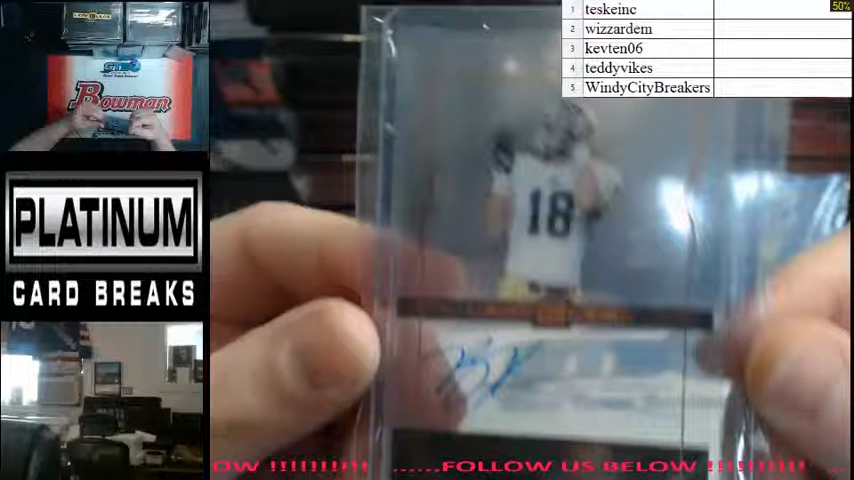 50%
1 teskeinc
2 wizzardem
3 kevten06
4 teddyvikes
5 WindyCityBreakers
Bowman
PLATINUM
CARD BREAKS
18
OW !!!!!!!!!! ......FOLLOW US BELOW !!!!!!!!!!